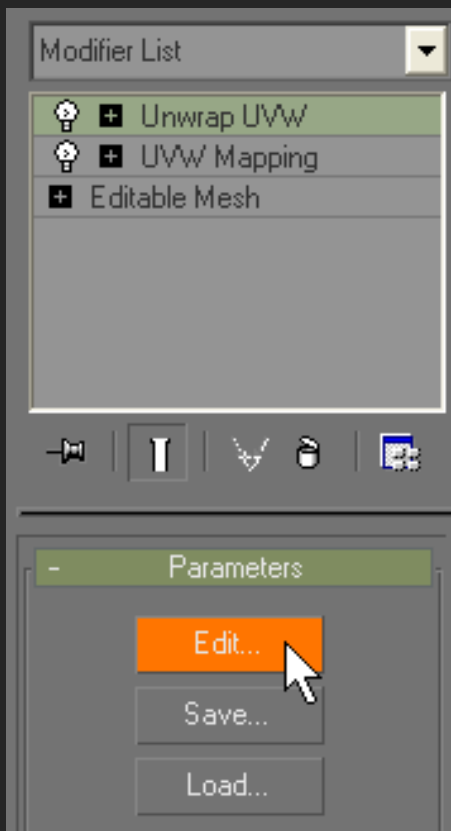 Modifier List
Unwrap UVW
UVW Mapping
Editable Mesh
- Parameters
Edit...
Save...
Load...